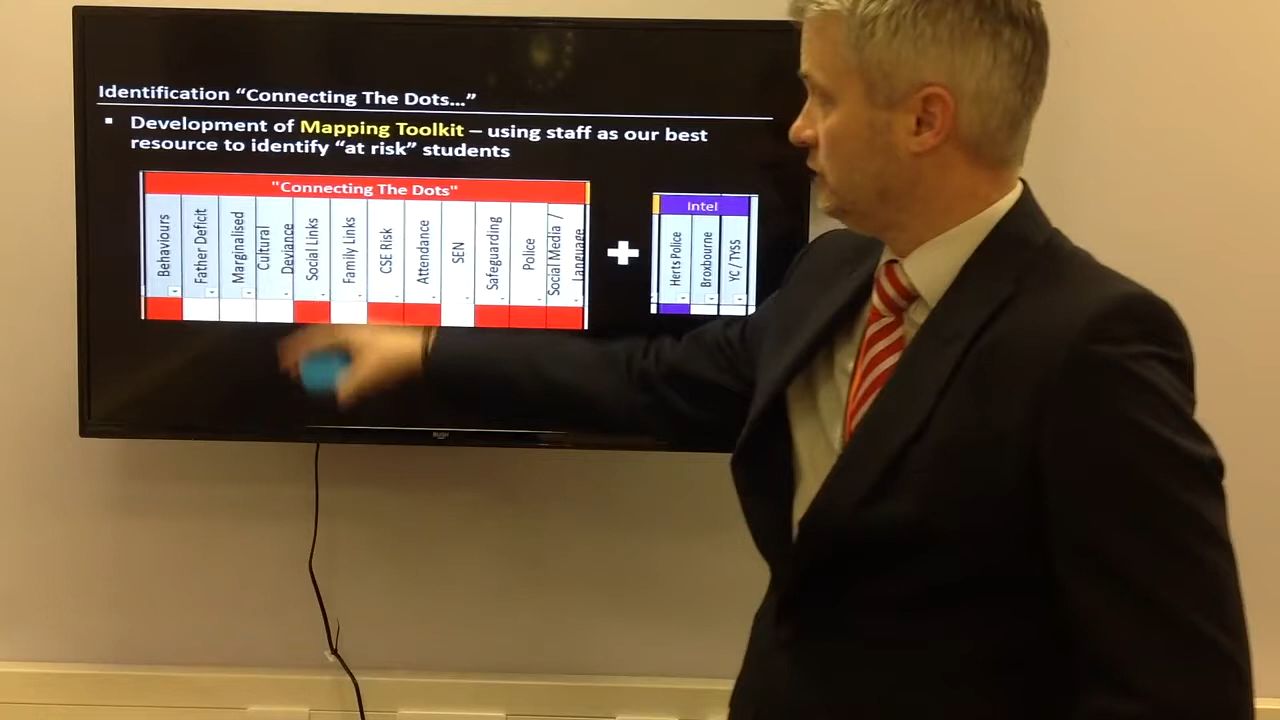 Identification “Connecting The Dots...”
▪ Development of Mapping Toolkit – using staff as our best
resource to identify “at risk” students
"Connecting The Dots"
Behaviours
Father Deficit
Marginalised
Cultural
Deviance
Social Links
Family Links
CSE Risk
Attendance
SEN
Safeguarding
Police
Social Media /
Language
+
Intel
Herts Police
Broxbourne
YC / TYSS
BUSH